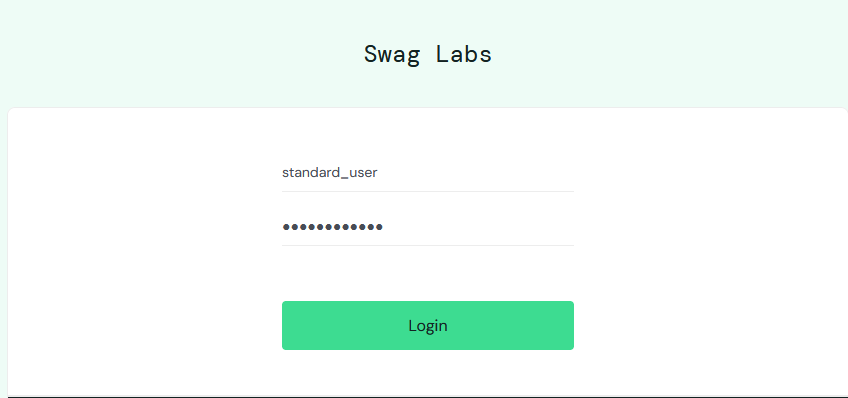 Swag Labs
standard_user
••••••••••••
Login